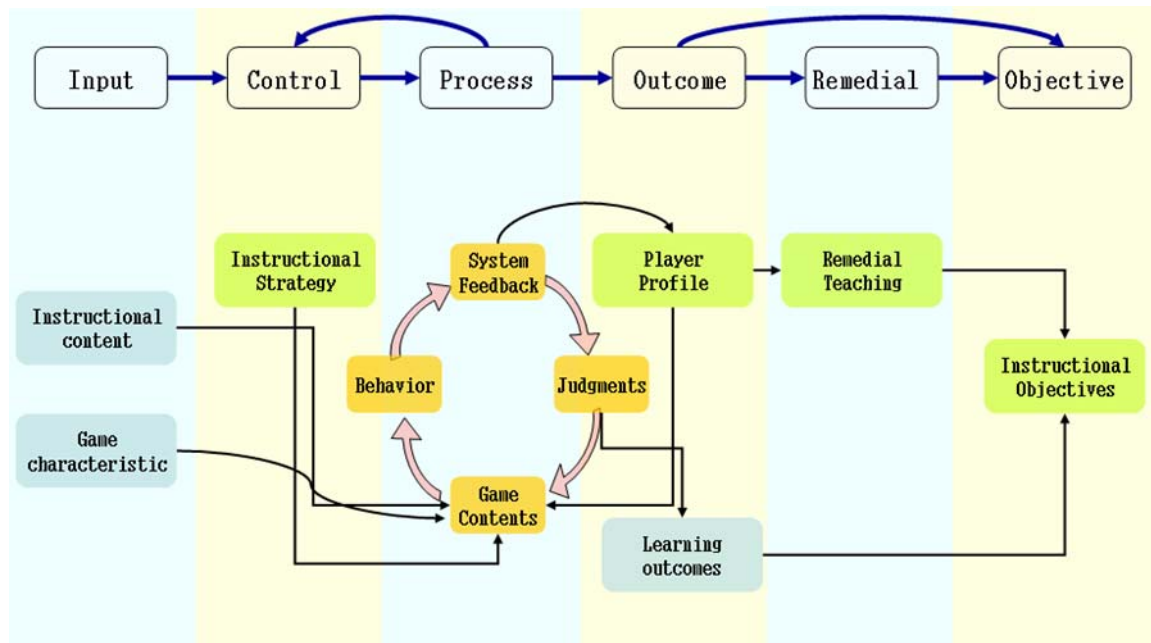 Input
Control
Process
Outcome
Remedial
Objective
Instructional
Strategy
System
Feedback
Player
Profile
Remedial
Teaching
Instructional
content
Behavior
Judgments
Instructional
Objectives
Game
characteristic
Game
Contents
Learning
outcomes